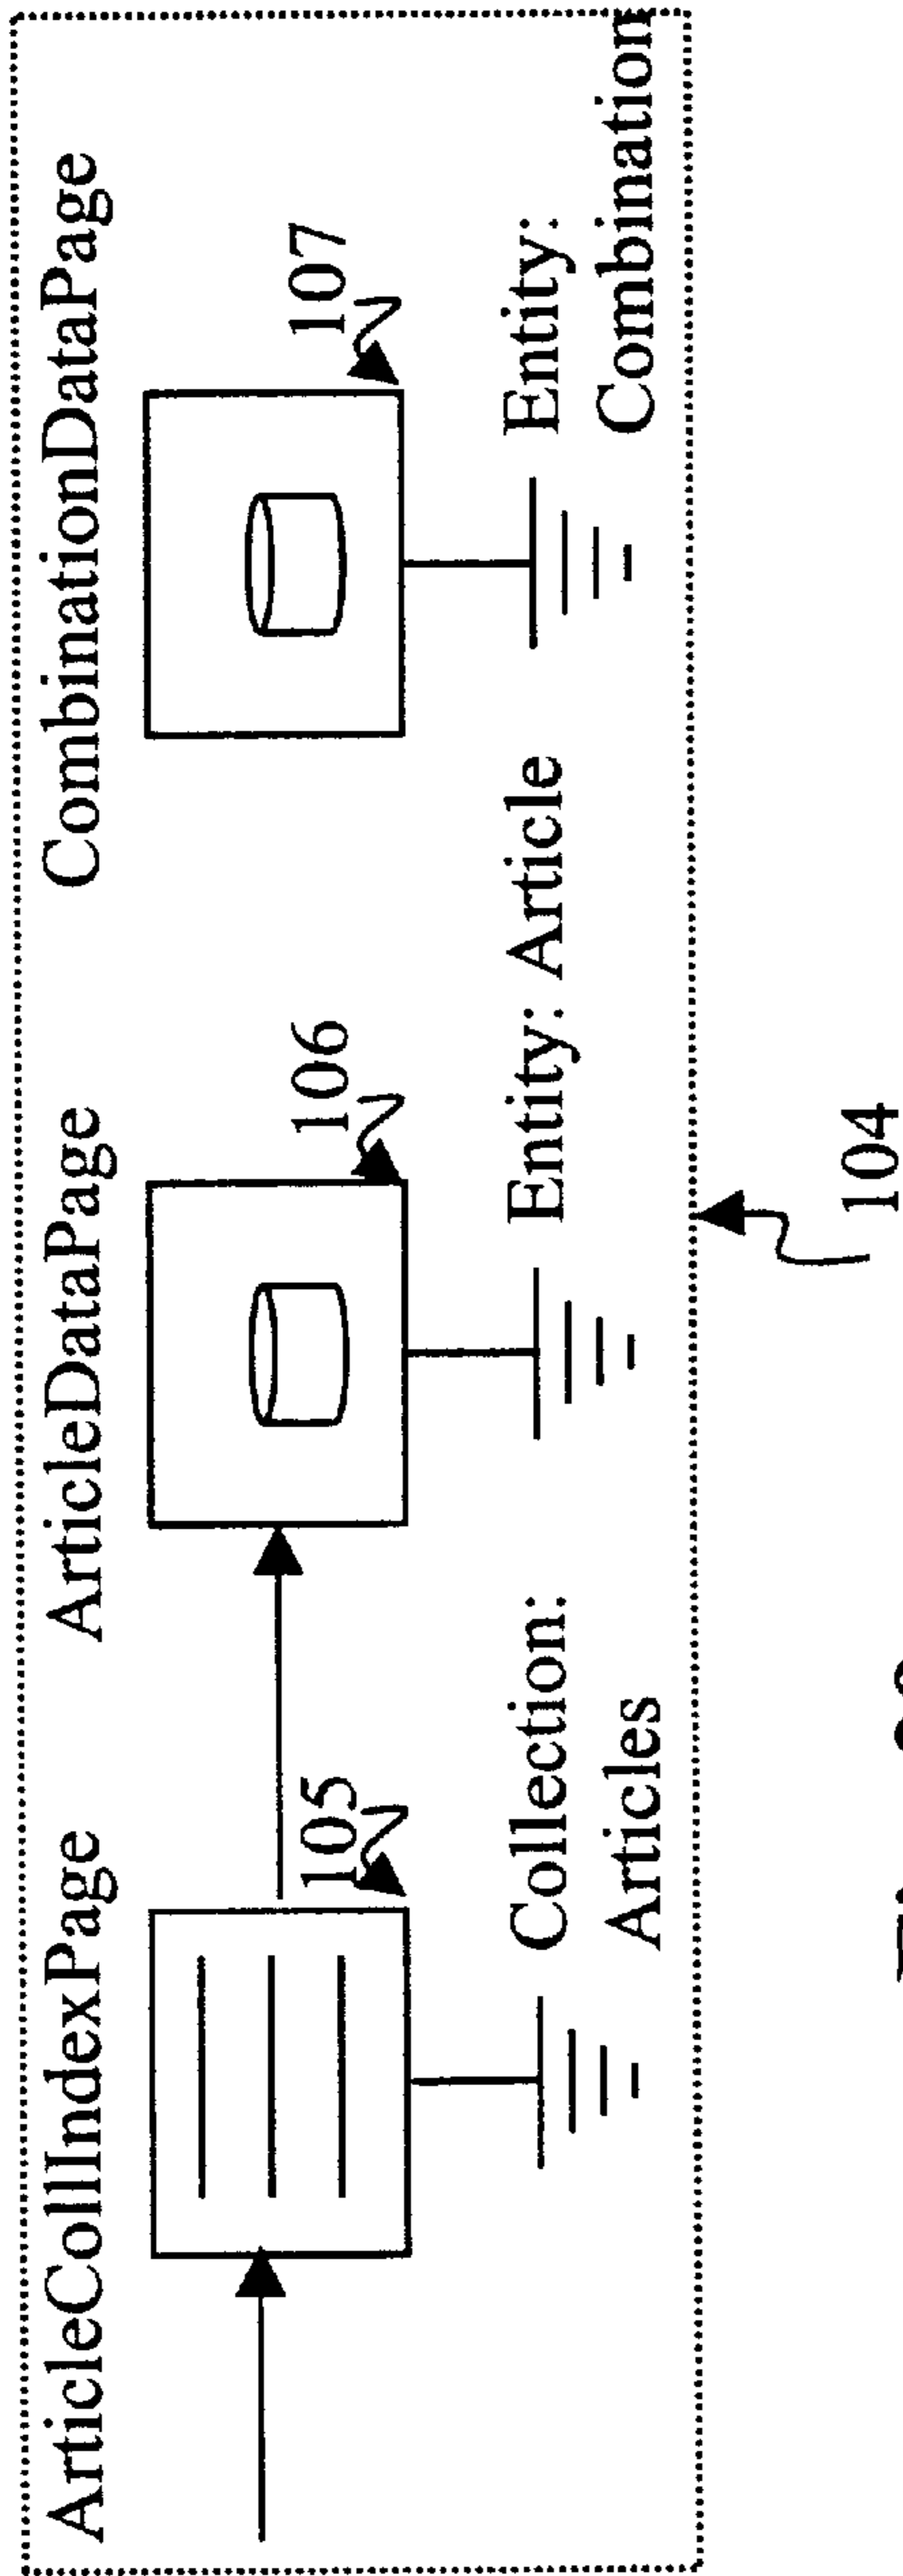 ArticleCollIndexPage
ArticleDataPage
CombinationDataPage
105
106
107
Collection:
Articles
Entity: Article
Entity:
Combination
104